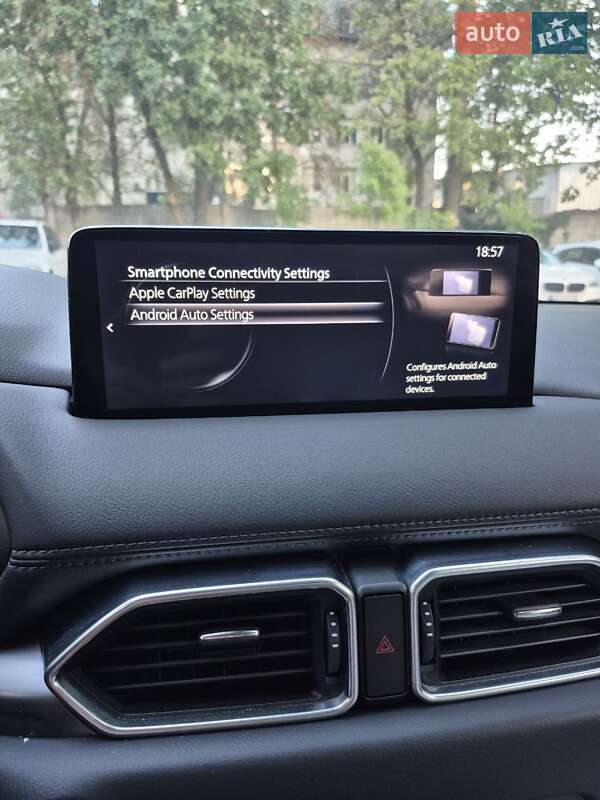 auto RIA .com
18:57
Smartphone Connectivity Settings
Apple CarPlay Settings
Android Auto Settings
Configures Android Auto
settings for connected
devices.